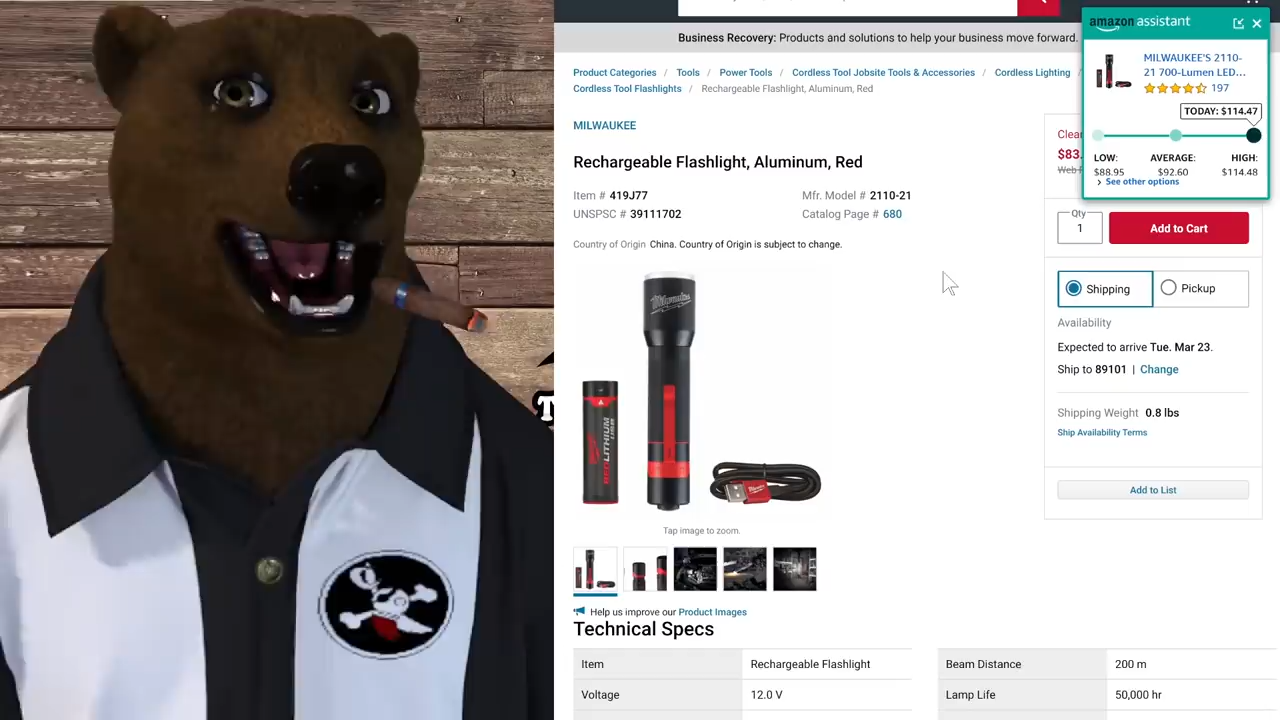 Business Recovery: Products and solutions to help your business move forward.
Product Categories / Tools / Power Tools / Cordless Tool Jobsite Tools & Accessories / Cordless Lighting /
Cordless Tool Flashlights / Rechargeable Flashlight, Aluminum, Red
MILWAUKEE
Rechargeable Flashlight, Aluminum, Red
Item # 419J77
Mfr. Model # 2110-21
UNSPSC # 39111702
Catalog Page # 680
Country of Origin China. Country of Origin is subject to change.
Milwaukee
REDLITHIUM USB
Tap image to zoom.
Help us improve our Product Images
Technical Specs
Item Rechargeable Flashlight
Voltage 12.0 V
Beam Distance 200 m
Lamp Life 50,000 hr
amazon assistant
MILWAUKEE'S 2110-
21 700-Lumen LED...
197
TODAY: $114.47
LOW: AVERAGE: HIGH:
$88.95 $92.60 $114.48
See other options
$83.
Qty
1
Add to Cart
Shipping
Pickup
Availability
Expected to arrive Tue. Mar 23.
Ship to 89101 | Change
Shipping Weight 0.8 lbs
Ship Availability Terms
Add to List